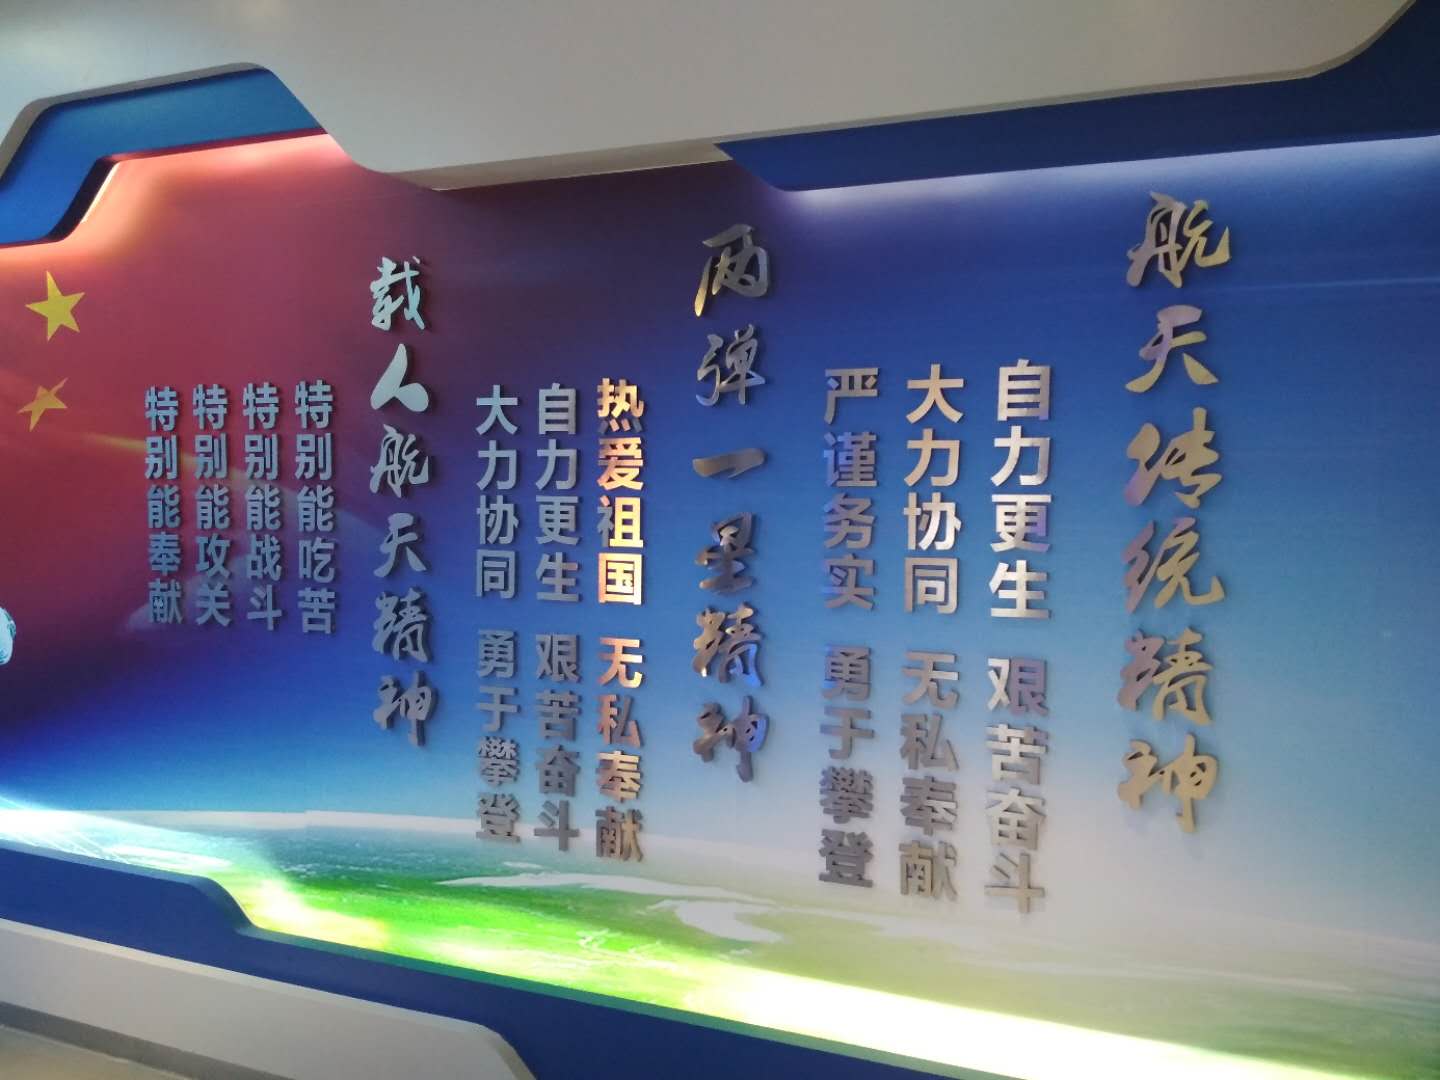 航天传统精神
自力更生 艰苦奋斗
大力协同 无私奉献
严谨务实 勇于攀登
两弹一星精神
热爱祖国 无私奉献
自力更生 艰苦奋斗
大力协同 勇于攀登
载人航天精神
特别能吃苦
特别能战斗
特别能攻关
特别能奉献